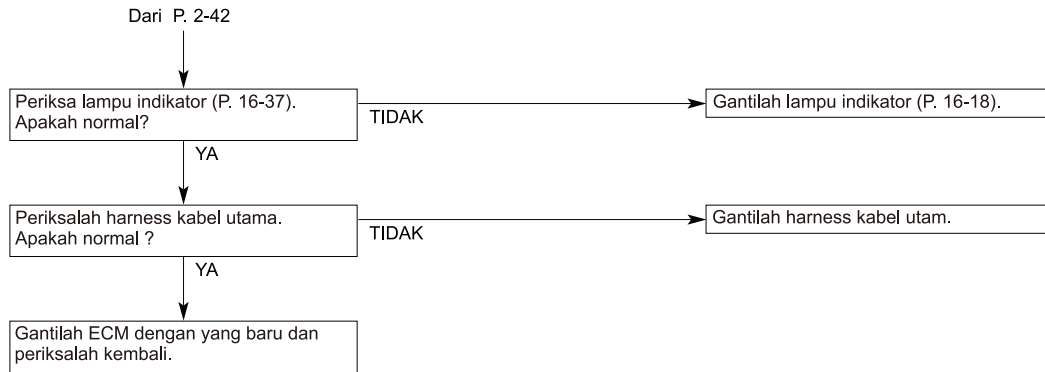 Dari P. 2-42
Periksa lampu indikator (P. 16-37).
Apakah normal?
TIDAK
Gantilah lampu indikator (P. 16-18).
YA
Periksalah harness kabel utama.
Apakah normal ?
TIDAK
Gantilah harness kabel utam.
YA
Gantilah ECM dengan yang baru dan
periksalah kembali.